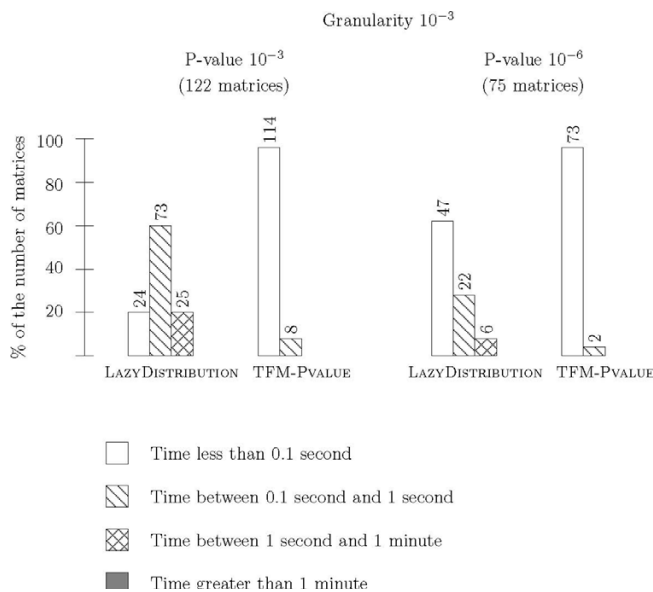 Granularity 10⁻³
P-value 10⁻³
(122 matrices)
P-value 10⁻⁶
(75 matrices)
% of the number of matrices
100
80
60
40
20
24
73
25
114
8
47
22
6
73
2
LAZYDISTRIBUTION TFM-PVALUE
LAZYDISTRIBUTION TFM-PVALUE
Time less than 0.1 second
Time between 0.1 second and 1 second
Time between 1 second and 1 minute
Time greater than 1 minute